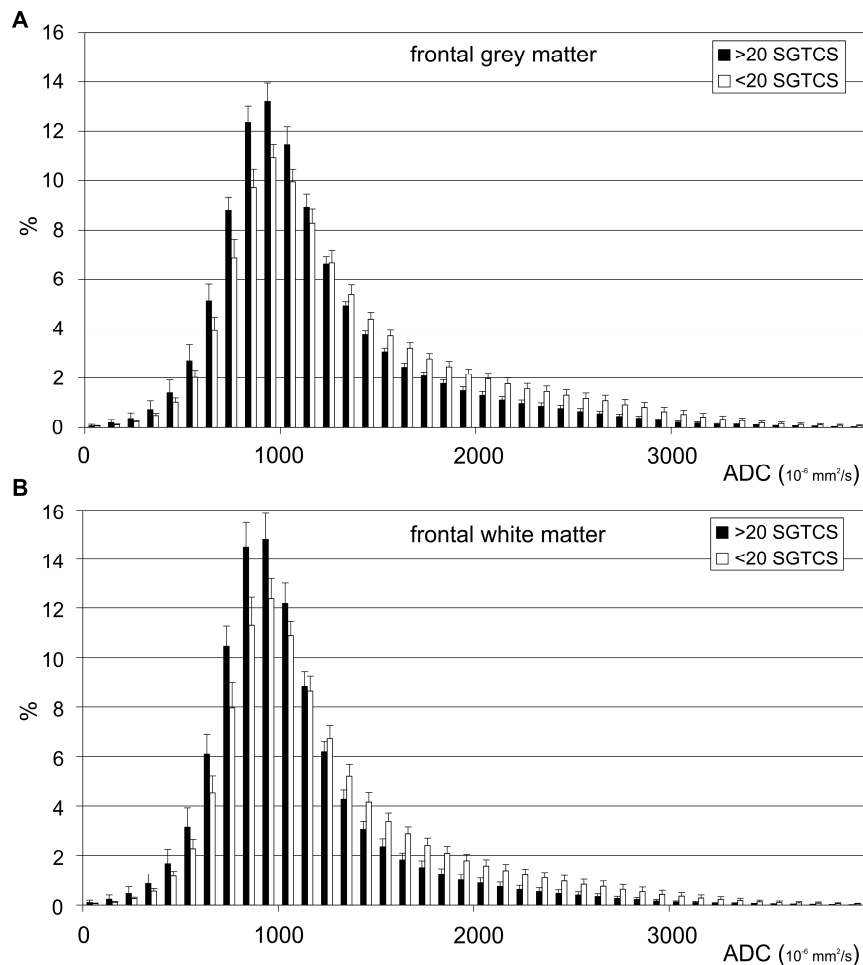 A
frontal grey matter
>20 SGTCS
<20 SGTCS
16
14
12
10
8
6
4
2
0
%
0 1000 2000 3000
ADC (10⁻⁶ mm²/s)
B
frontal white matter
>20 SGTCS
<20 SGTCS
16
14
12
10
8
6
4
2
0
%
0 1000 2000 3000
ADC (10⁻⁶ mm²/s)